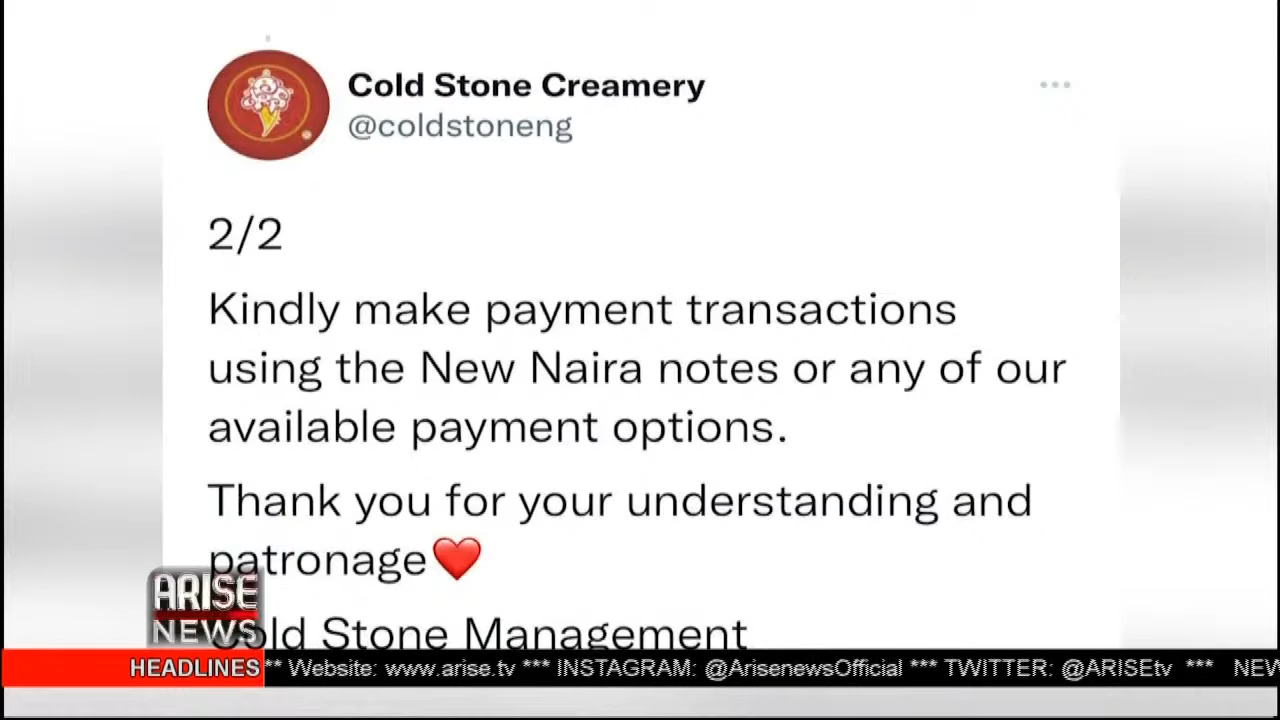 Cold Stone Creamery
@coldstoneng
2/2
Kindly make payment transactions
using the New Naira notes or any of our
available payment options.
Thank you for your understanding and
patronage❤️
Cold Stone Management
ARISE
NEWS
HEADLINES
** Website: www.arise.tv *** INSTAGRAM: @ArisenewsOfficial *** TWITTER: @ARISEtv *** NEW